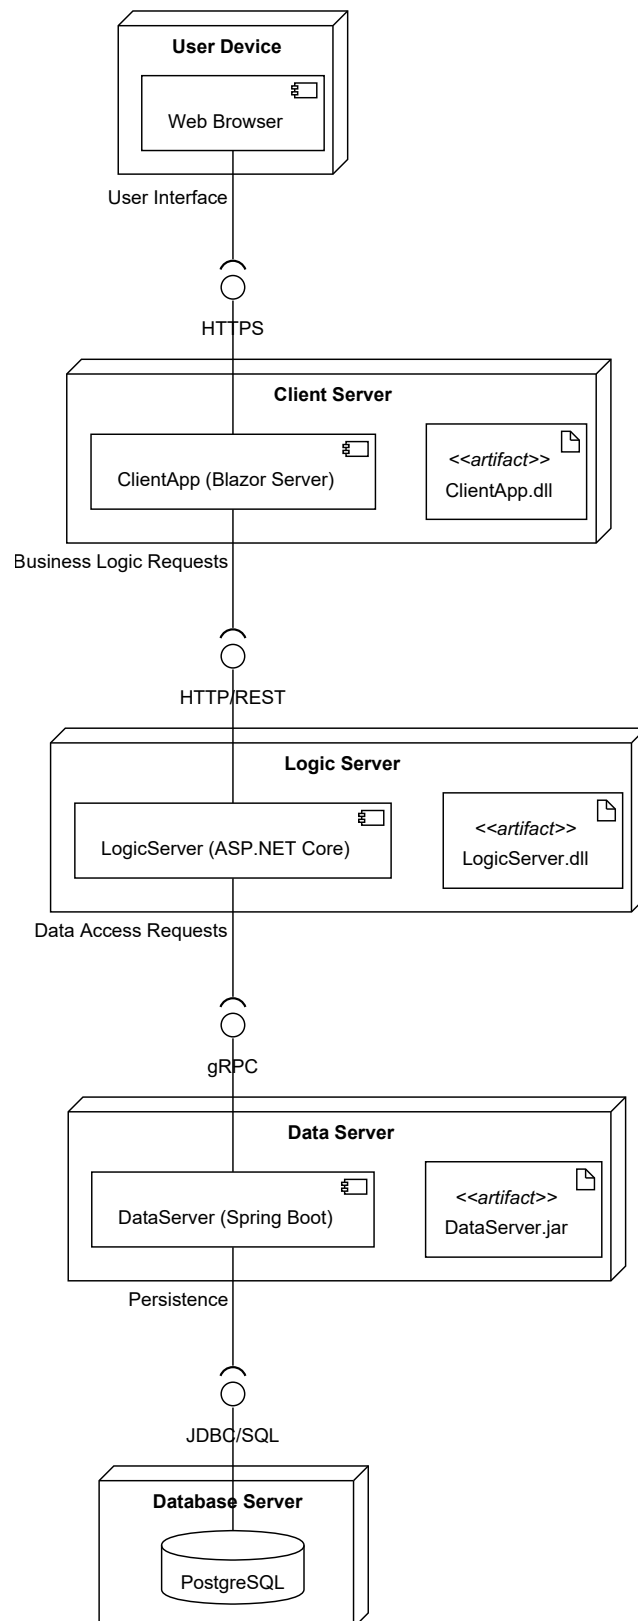 User Device
Web Browser
User Interface
HTTPS
Client Server
ClientApp (Blazor Server)
<<artifact>>
ClientApp.dll
Business Logic Requests
HTTP/REST
Logic Server
LogicServer (ASP.NET Core)
<<artifact>>
LogicServer.dll
Data Access Requests
gRPC
Data Server
DataServer (Spring Boot)
<<artifact>>
DataServer.jar
Persistence
JDBC/SQL
Database Server
PostgreSQL